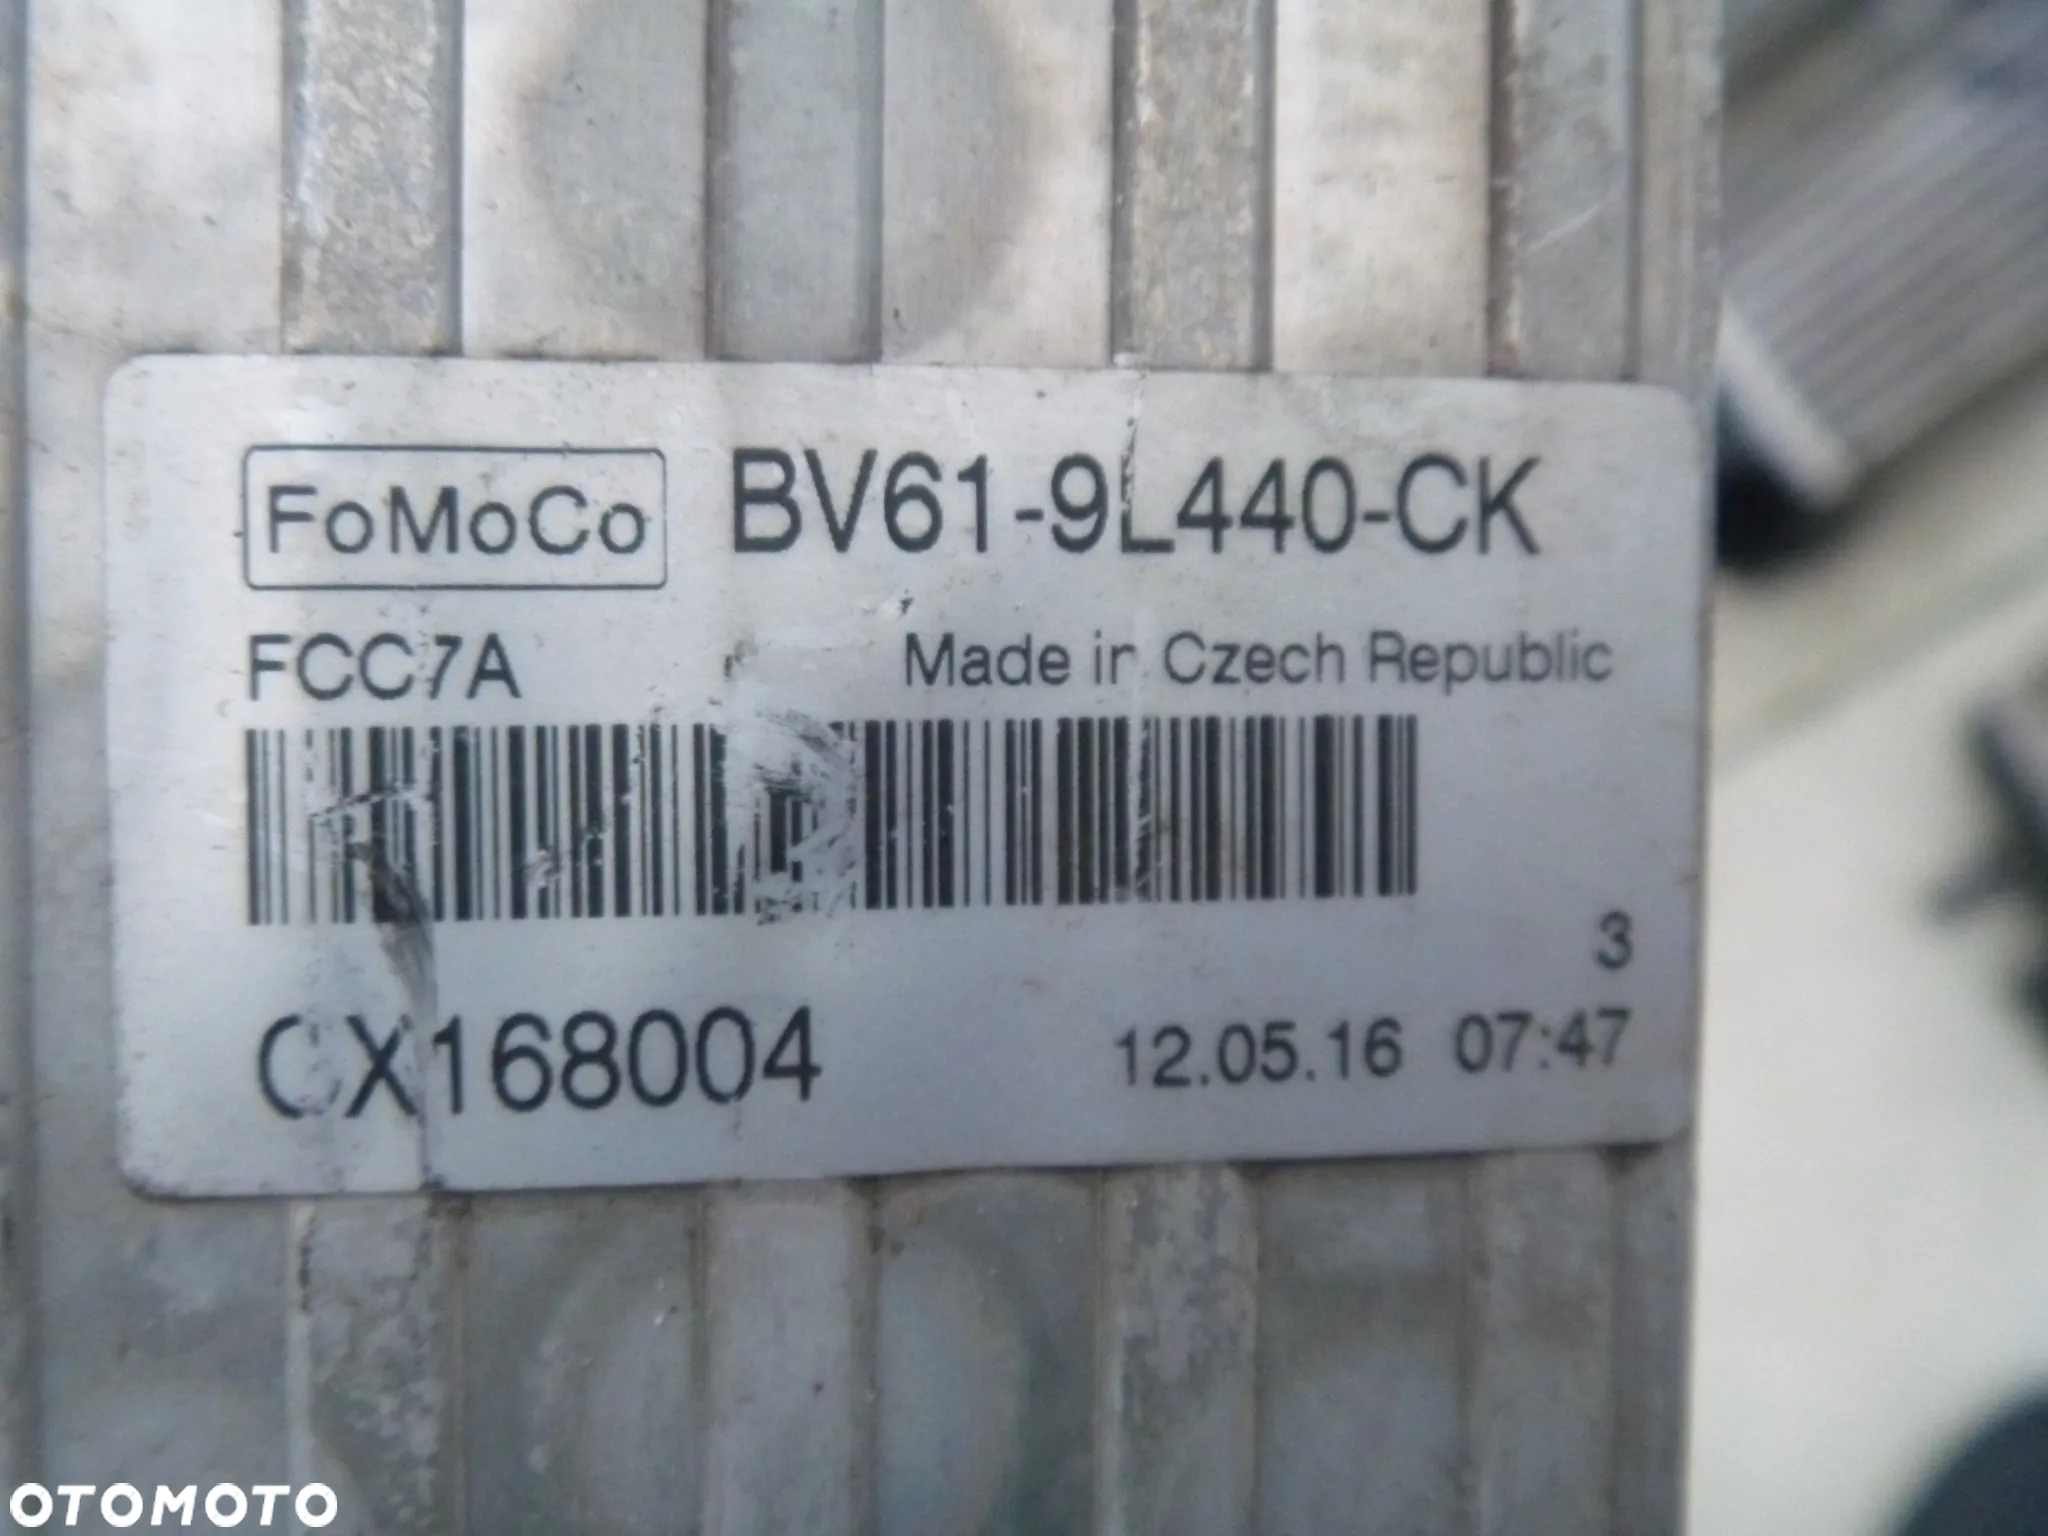 FoMoCo BV61-9L440-CK
FCC7A Made in Czech Republic
3
CX168004 12.05.16 07:47
OTOMOTO